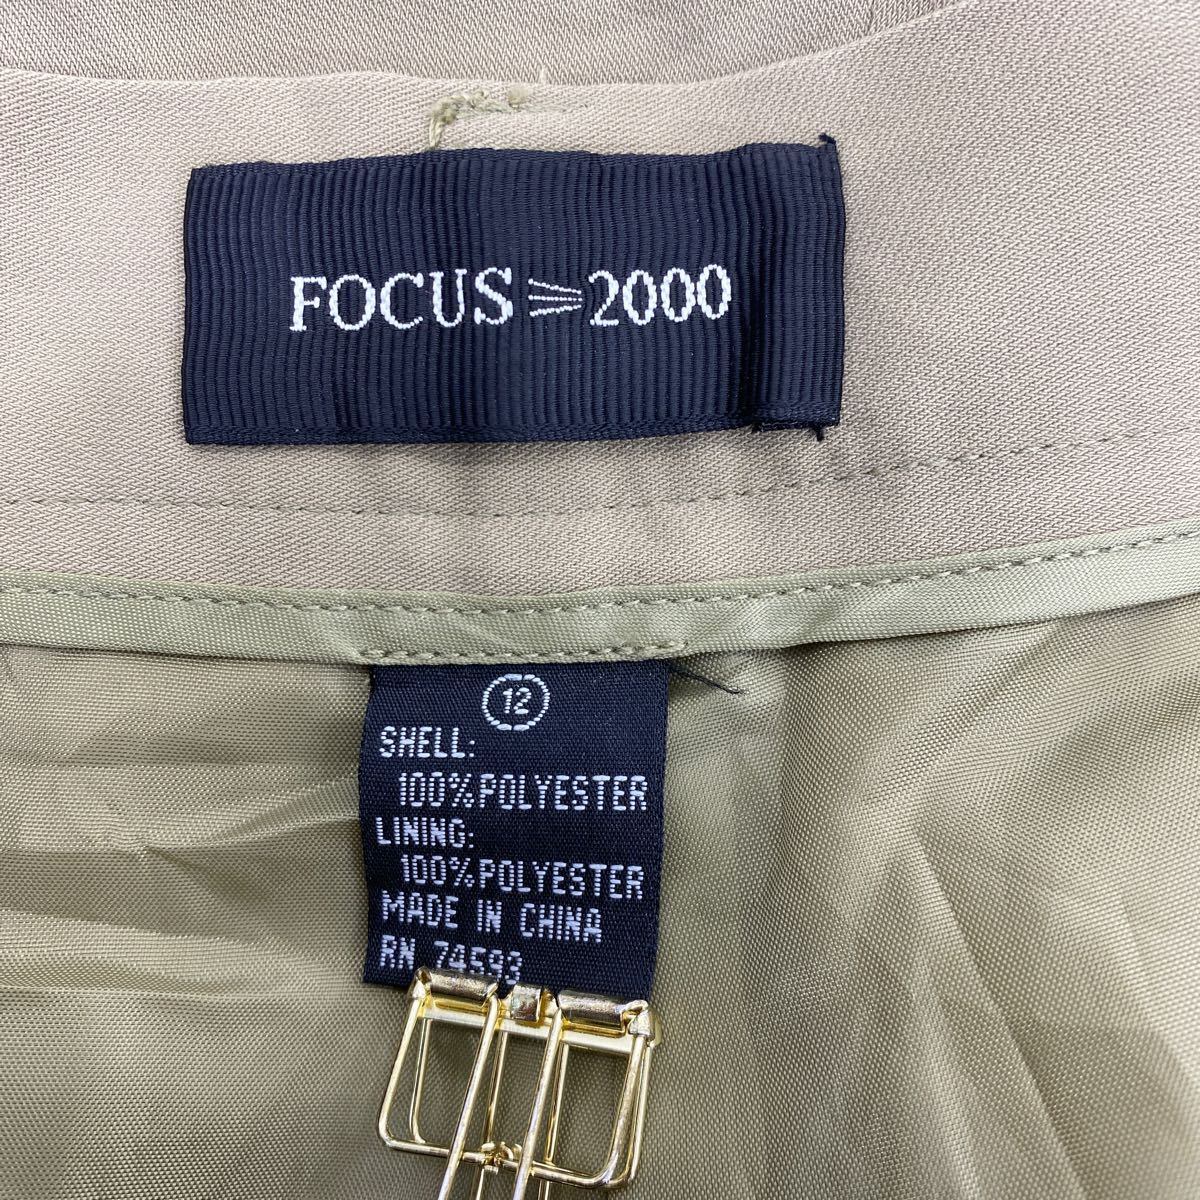 FOCUS 2000
12
SHELL:
100% POLYESTER
LINING:
100% POLYESTER
MADE IN CHINA
RN 74593